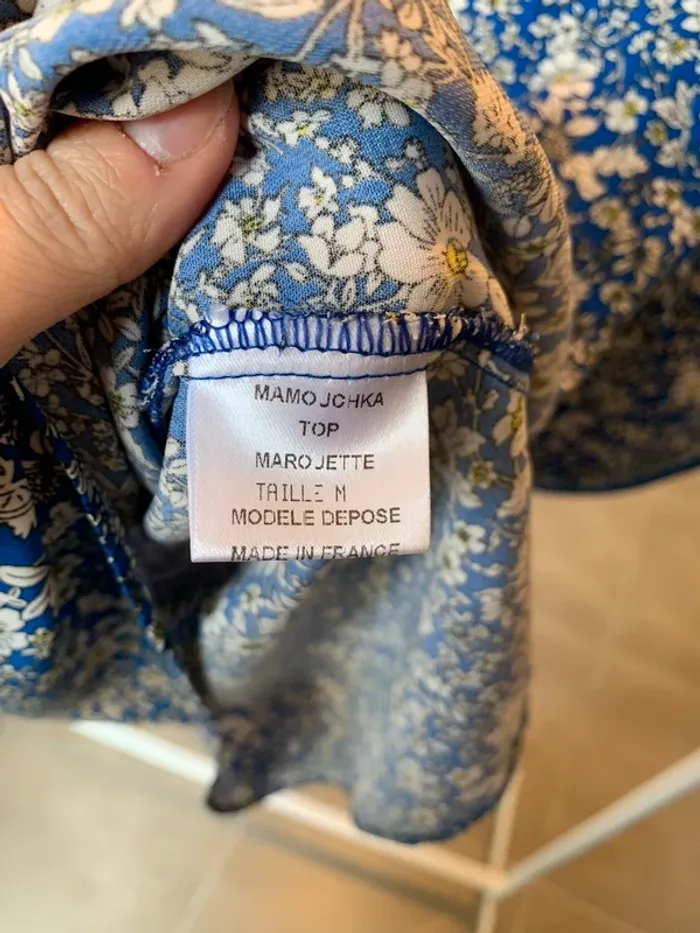 MAMOJCHKA
TOP
MAROJETTE
TAILLE M
MODELE DEPOSE
MADE IN FRANCE